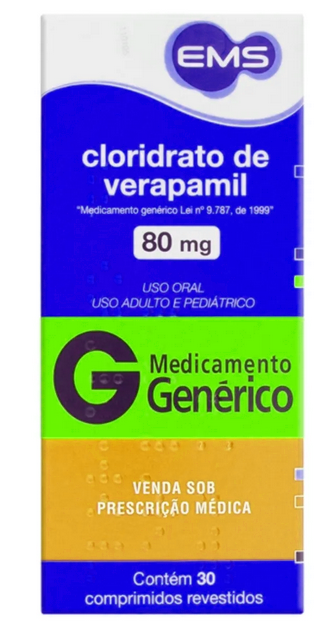 EMS
cloridrato de
verapamil
"Medicamento genérico Lei nº 9.787, de 1999"
80 mg
USO ORAL
USO ADULTO E PEDIÁTRICO
G Medicamento
Genérico
VENDA SOB
PRESCRIÇÃO MÉDICA
Contém 30
comprimidos revestidos